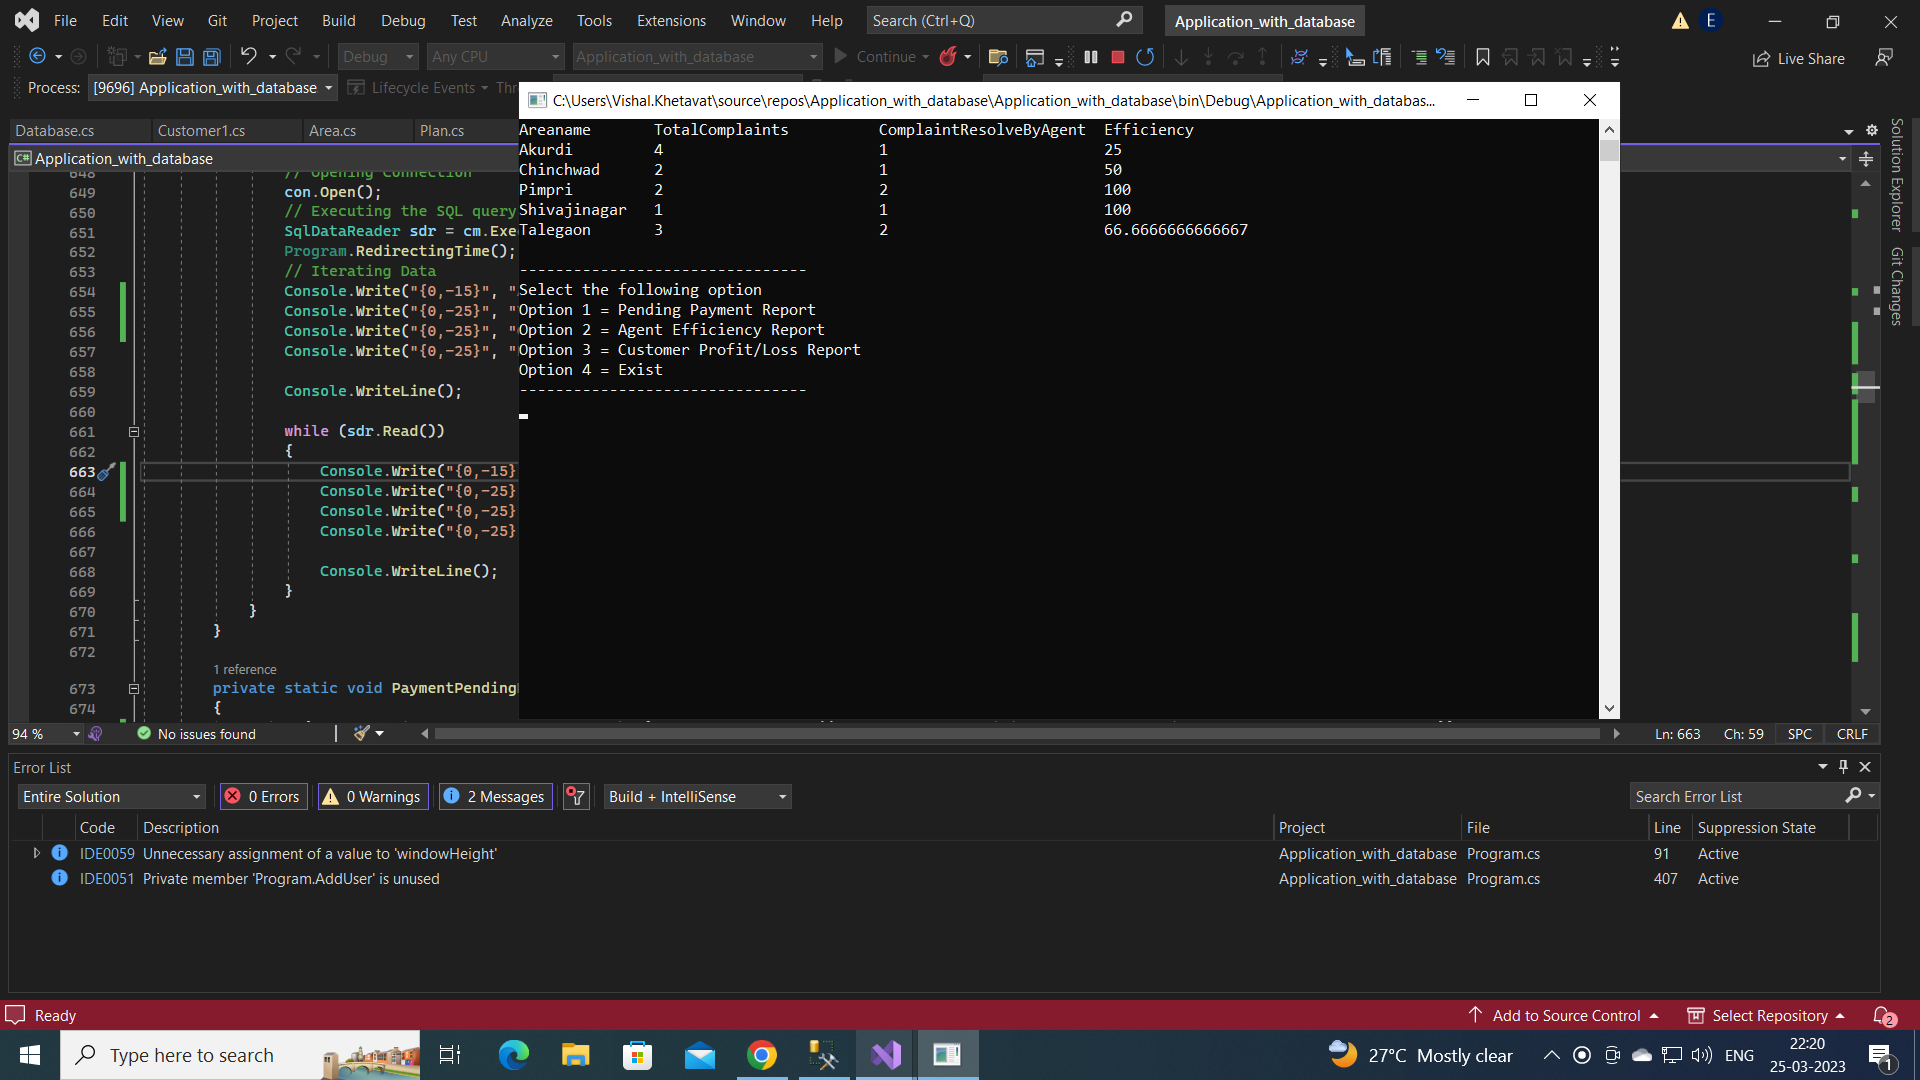 File Edit View Git Project Build Debug Test Analyze Tools Extensions Window Help Search (Ctrl+Q) Application_with_database E
Debug Any CPU Application_with_database Continue Live Share
Process: [9696] Application_with_database Lifecycle Events Thr
C:\Users\Vishal.Khetavat\source\repos\Application_with_database\Application_with_database\bin\Debug\Application_with_databas...
Database.cs Customer1.cs Area.cs Plan.cs
Application_with_database
Areaname TotalComplaints ComplaintResolveByAgent Efficiency
Akurdi 4 1 25
Chinchwad 2 1 50
Pimpri 2 2 100
Shivajinagar 1 1 100
Talegaon 3 2 66.6666666666667
--------------------------------
Select the following option
Option 1 = Pending Payment Report
Option 2 = Agent Efficiency Report
Option 3 = Customer Profit/Loss Report
Option 4 = Exist
--------------------------------
648 // Opening Connection
649 con.Open();
650 // Executing the SQL query
651 SqlDataReader sdr = cm.Exe
652 Program.RedirectingTime();
653 // Iterating Data
654 Console.Write("{0,-15}", "
655 Console.Write("{0,-25}", "
656 Console.Write("{0,-25}", "
657 Console.Write("{0,-25}", "
658
659 Console.WriteLine();
660
661 while (sdr.Read())
662 {
663 Console.Write("{0,-15}
664 Console.Write("{0,-25}
665 Console.Write("{0,-25}
666 Console.Write("{0,-25}
667
668 Console.WriteLine();
669 }
670 }
671 }
672
1 reference
673 private static void PaymentPending
674 {
Solution Explorer
Git Changes
94 % No issues found Ln: 663 Ch: 59 SPC CRLF
Error List
Entire Solution 0 Errors 0 Warnings 2 Messages Build + IntelliSense Search Error List
Code Description Project File Line Suppression State
IDE0059 Unnecessary assignment of a value to 'windowHeight' Application_with_database Program.cs 91 Active
IDE0051 Private member 'Program.AddUser' is unused Application_with_database Program.cs 407 Active
Ready Add to Source Control Select Repository 2
Type here to search 27°C Mostly clear ENG 22:20
25-03-2023 1